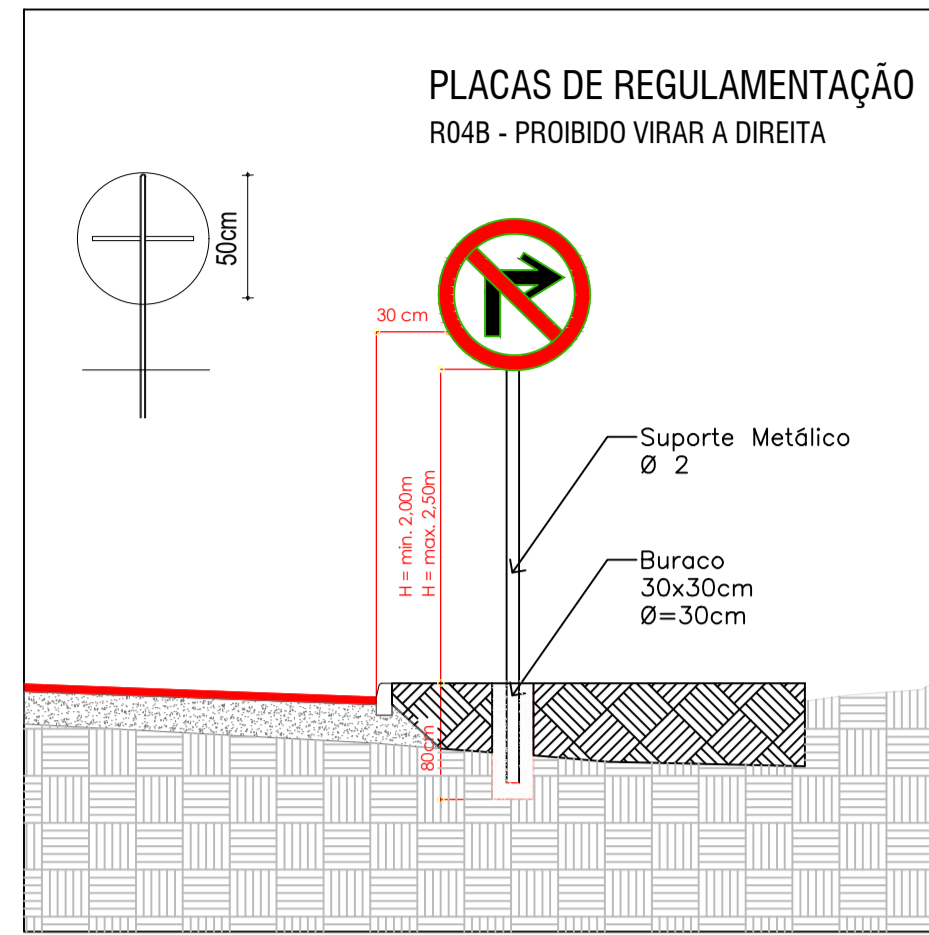 PLACAS DE REGULAMENTAÇÃO
R04B - PROIBIDO VIRAR A DIREITA
50cm
30 cm
H = min. 2,00m
H = max. 2,50m
Suporte Metálico
Ø 2
Buraco
30x30cm
Ø=30cm
80cm